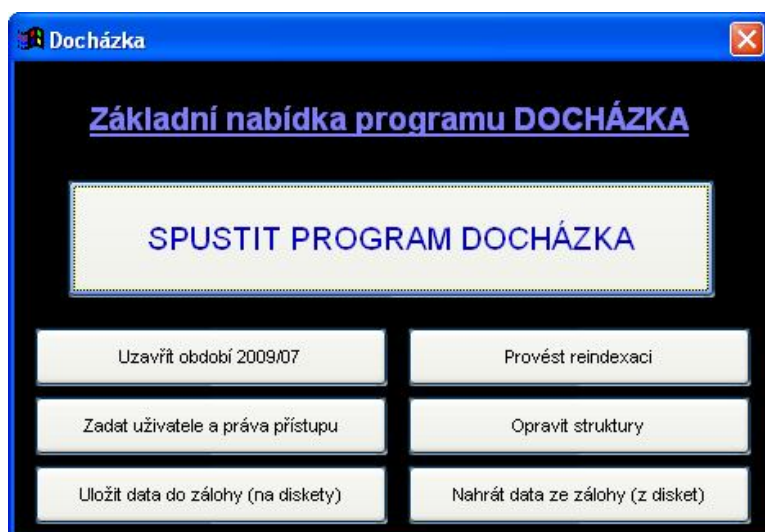 Docházka
Základní nabídka programu DOCHÁZKA
SPUSTIT PROGRAM DOCHÁZKA
Uzavřít období 2009/07
Provést reindexaci
Zadat uživatele a práva přístupu
Opravit struktury
Uložit data do zálohy (na diskety)
Nahrát data ze zálohy (z disket)